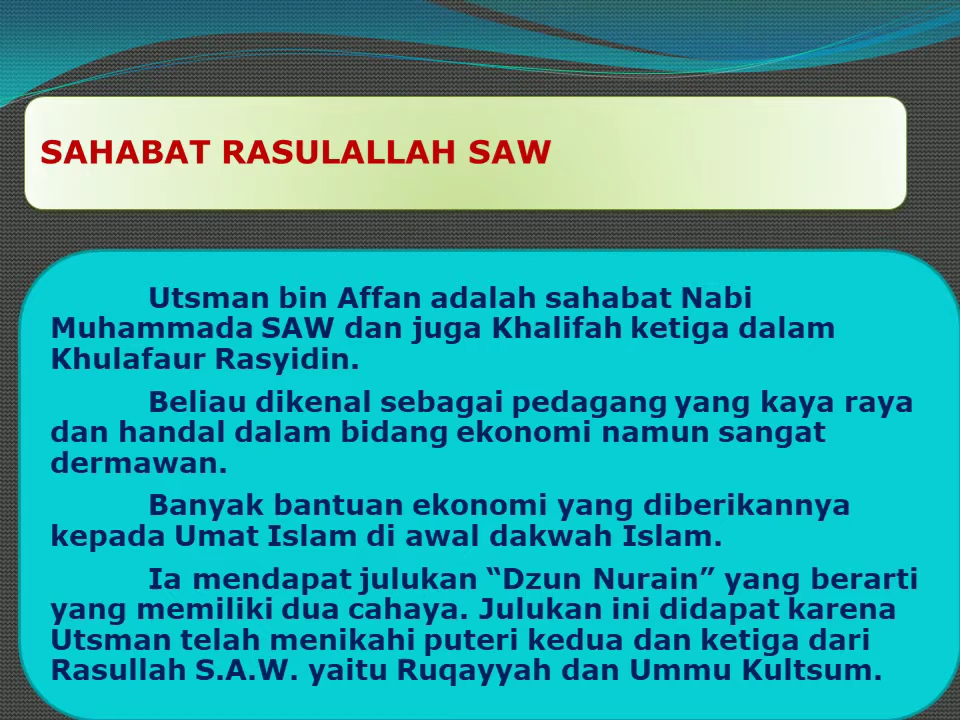 SAHABAT RASULALLAH SAW
Utsman bin Affan adalah sahabat Nabi
Muhammada SAW dan juga Khalifah ketiga dalam
Khulafaur Rasyidin.
Beliau dikenal sebagai pedagang yang kaya raya
dan handal dalam bidang ekonomi namun sangat
dermawan.
Banyak bantuan ekonomi yang diberikannya
kepada Umat Islam di awal dakwah Islam.
Ia mendapat julukan “Dzun Nurain” yang berarti
yang memiliki dua cahaya. Julukan ini didapat karena
Utsman telah menikahi puteri kedua dan ketiga dari
Rasullah S.A.W. yaitu Ruqayyah dan Ummu Kultsum.